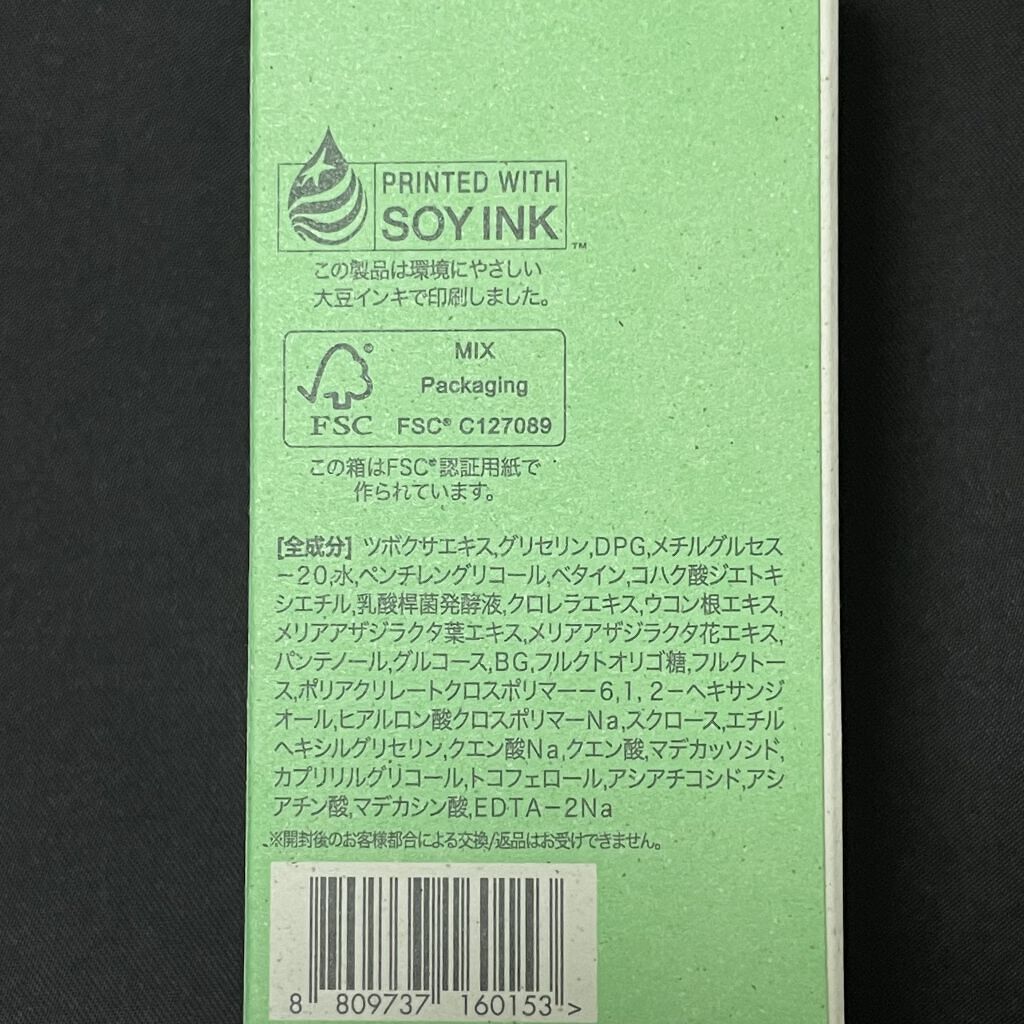 PRINTED WITH
SOY INK ™
この製品は環境にやさしい
大豆インキで印刷しました。
MIX
Packaging
FSC® C127089
FSC
この箱はFSC®認証用紙で
作られています。
[全成分] ツボクサエキス,グリセリン,DPG,メチルグルセス
－20,水,ペンチレングリコール,ベタイン,コハク酸ジエトキ
シエチル,乳酸桿菌発酵液,クロレラエキス,ウコン根エキス,
メリアアザジラクタ葉エキス,メリアアザジラクタ花エキス,
パンテノール,グルコース,BG,フルクトオリゴ糖,フルクトー
ス,ポリアクリレートクロスポリマー－6,1, 2－ヘキサンジ
オール,ヒアルロン酸クロスポリマーNa,スクロース,エチル
ヘキシルグリセリン,クエン酸Na,クエン酸,マデカッソシド,
カプリリルグリコール,トコフェロール,アシアチコシド,アシ
アチン酸,マデカシン酸,EDTA－2Na
※開封後のお客様都合による交換/返品はお受けできません。
8 809737 160153 >